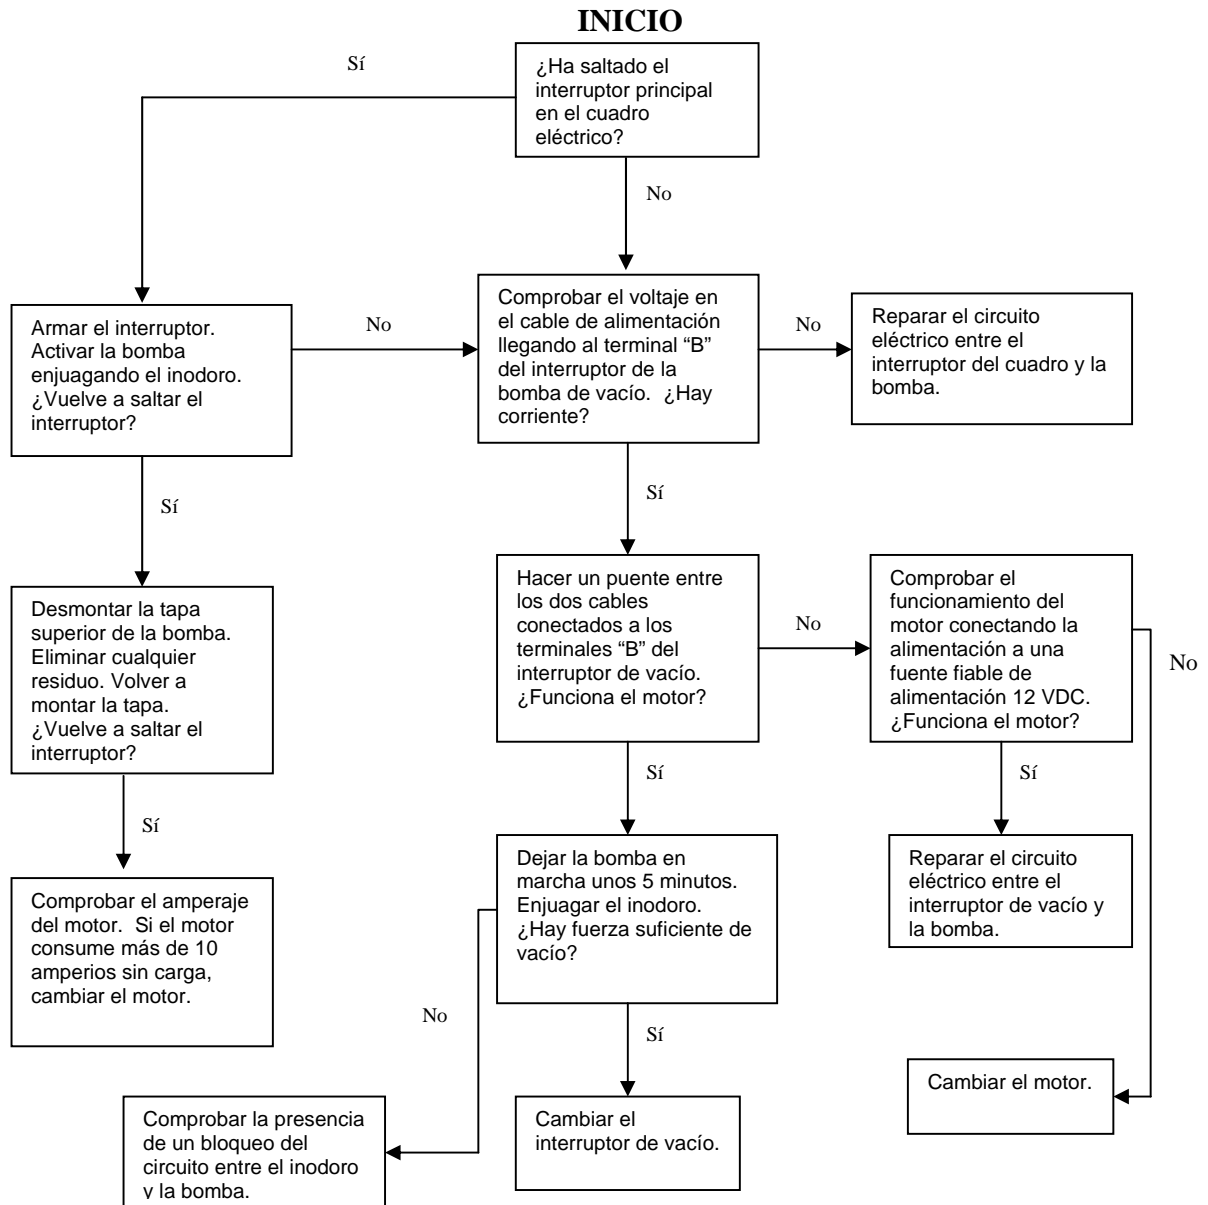 INICIO
Sí
¿Ha saltado el
interruptor principal
en el cuadro
eléctrico?
No
Armar el interruptor.
Activar la bomba
enjuagando el inodoro.
¿Vuelve a saltar el
interruptor?
No
Comprobar el voltaje en
el cable de alimentación
llegando al terminal “B”
del interruptor de la
bomba de vacío.  ¿Hay
corriente?
No
Reparar el circuito
eléctrico entre el
interruptor del cuadro y la
bomba.
Sí
Sí
Desmontar la tapa
superior de la bomba.
Eliminar cualquier
residuo. Volver a
montar la tapa.
¿Vuelve a saltar el
interruptor?
Hacer un puente entre
los dos cables
conectados a los
terminales “B” del
interruptor de vacío.
¿Funciona el motor?
No
Comprobar el
funcionamiento del
motor conectando la
alimentación a una
fuente fiable de
alimentación 12 VDC.
¿Funciona el motor?
No
Sí
Sí
Sí
Comprobar el amperaje
del motor.  Si el motor
consume más de 10
amperios sin carga,
cambiar el motor.
Dejar la bomba en
marcha unos 5 minutos.
Enjuagar el inodoro.
¿Hay fuerza suficiente de
vacío?
Reparar el circuito
eléctrico entre el
interruptor de vacío y
la bomba.
No
Sí
Cambiar el motor.
Comprobar la presencia
de un bloqueo del
circuito entre el inodoro
y la bomba.
Cambiar el
interruptor de vacío.